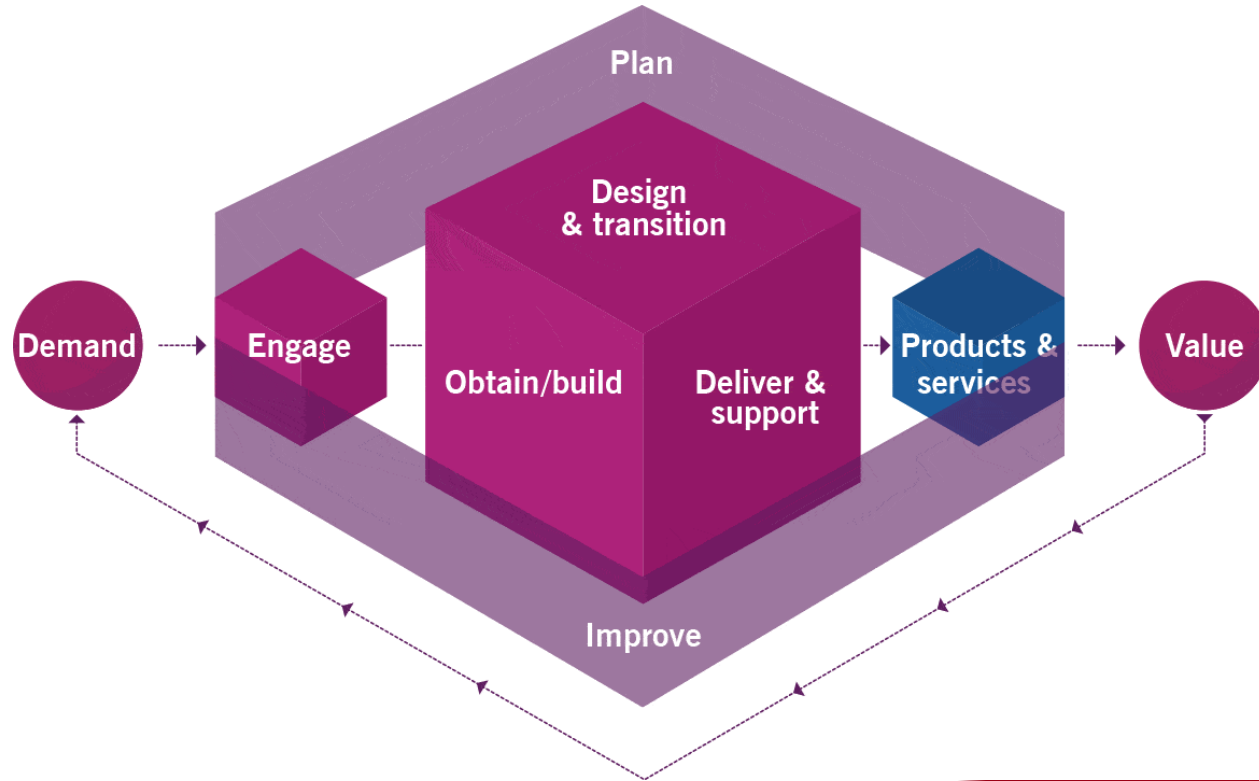 Plan
Design
& transition
Demand
Engage
Obtain/build
Deliver &
support
Products &
services
Value
Improve